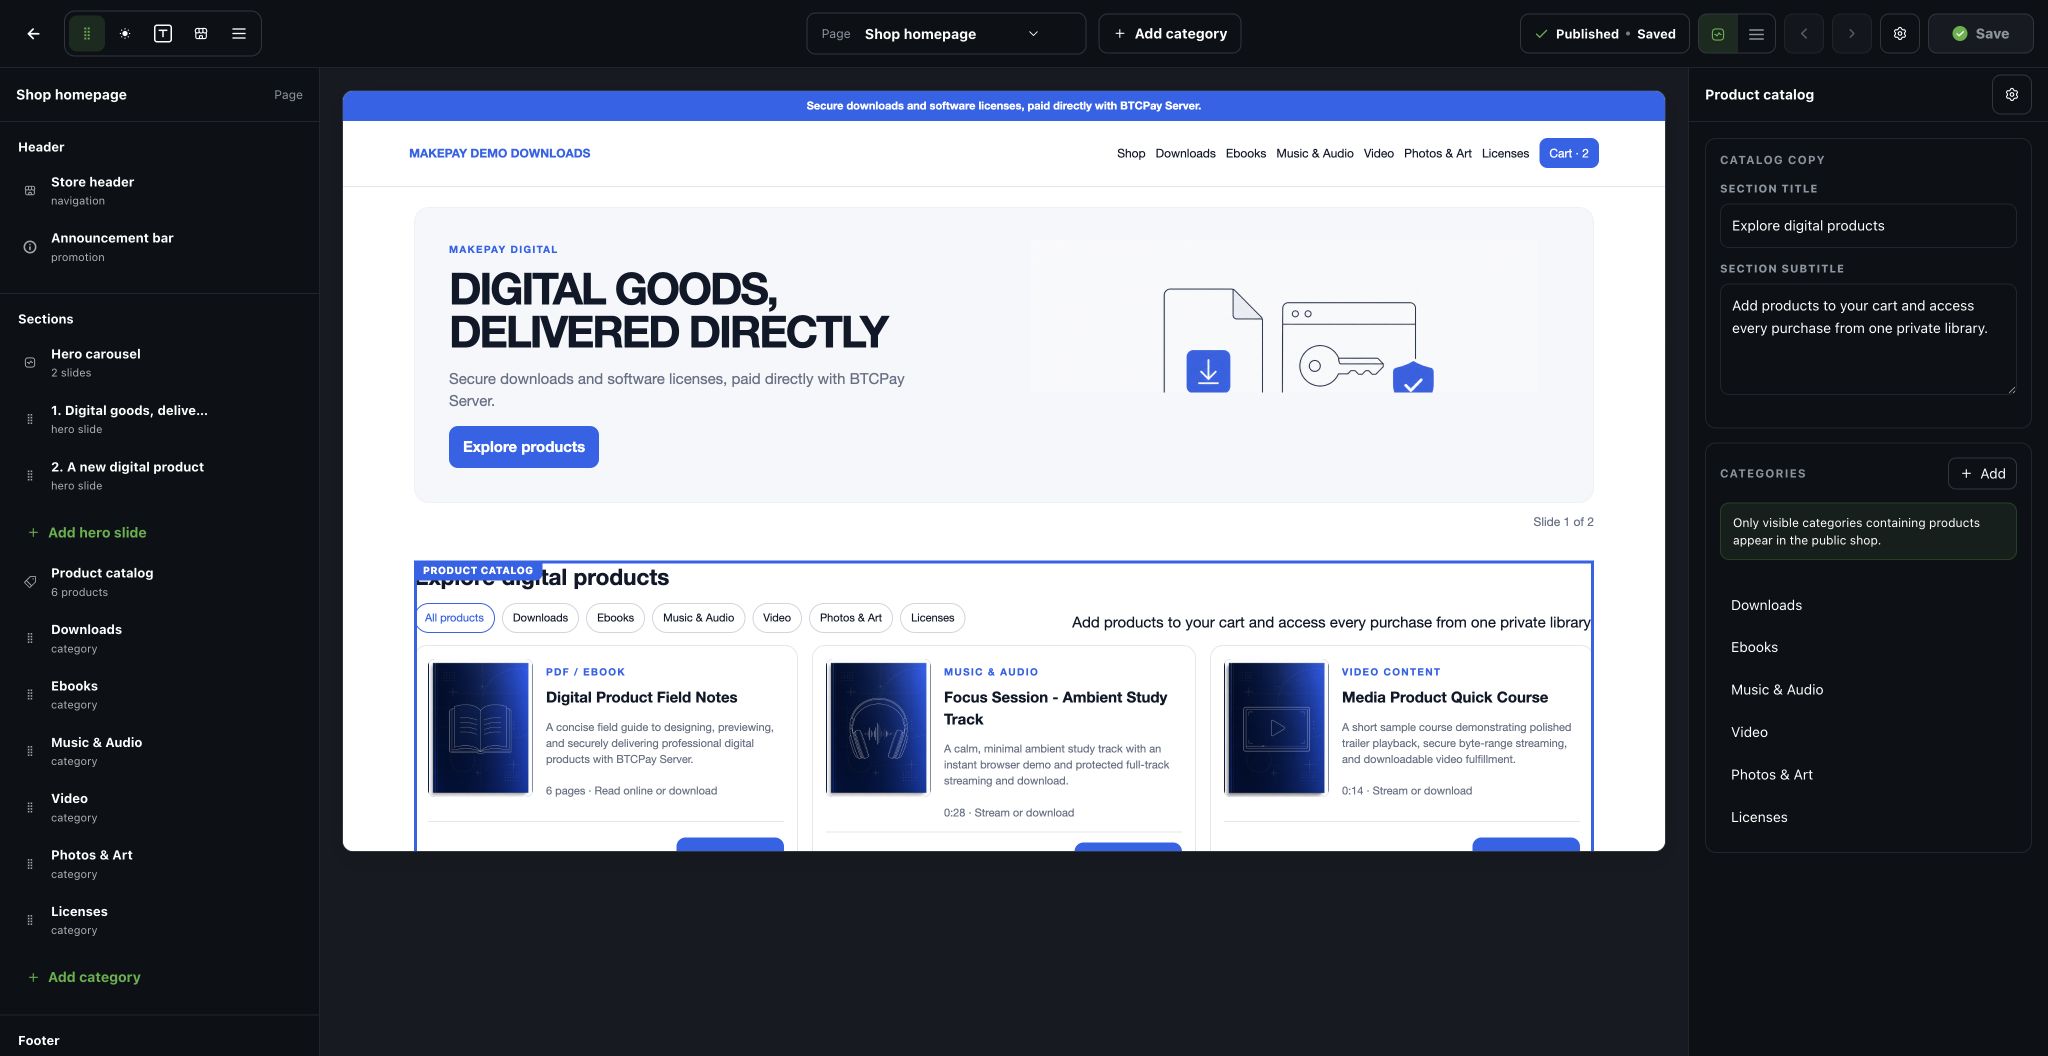 Page Shop homepage
+ Add category
Published • Saved
Save
Shop homepage
Page
Header
Store header
navigation
Announcement bar
promotion
Sections
Hero carousel
2 slides
1. Digital goods, delive...
hero slide
2. A new digital product
hero slide
+ Add hero slide
Product catalog
6 products
Downloads
category
Ebooks
category
Music & Audio
category
Video
category
Photos & Art
category
Licenses
category
+ Add category
Footer
Secure downloads and software licenses, paid directly with BTCPay Server.
MAKEPAY DEMO DOWNLOADS
Shop Downloads Ebooks Music & Audio Video Photos & Art Licenses Cart · 2
MAKEPAY DIGITAL
DIGITAL GOODS,
DELIVERED DIRECTLY
Secure downloads and software licenses, paid directly with BTCPay
Server.
Explore products
Slide 1 of 2
PRODUCT CATALOG
Explore digital products
All products Downloads Ebooks Music & Audio Video Photos & Art Licenses
Add products to your cart and access every purchase from one private library
PDF / EBOOK
Digital Product Field Notes
A concise field guide to designing, previewing,
and securely delivering professional digital
products with BTCPay Server.
6 pages · Read online or download
MUSIC & AUDIO
Focus Session - Ambient Study
Track
A calm, minimal ambient study track with an
instant browser demo and protected full-track
streaming and download.
0:28 · Stream or download
VIDEO CONTENT
Media Product Quick Course
A short sample course demonstrating polished
trailer playback, secure byte-range streaming,
and downloadable video fulfillment.
0:14 · Stream or download
Product catalog
CATALOG COPY
SECTION TITLE
Explore digital products
SECTION SUBTITLE
Add products to your cart and access
every purchase from one private library.
CATEGORIES
+ Add
Only visible categories containing products
appear in the public shop.
Downloads
Ebooks
Music & Audio
Video
Photos & Art
Licenses